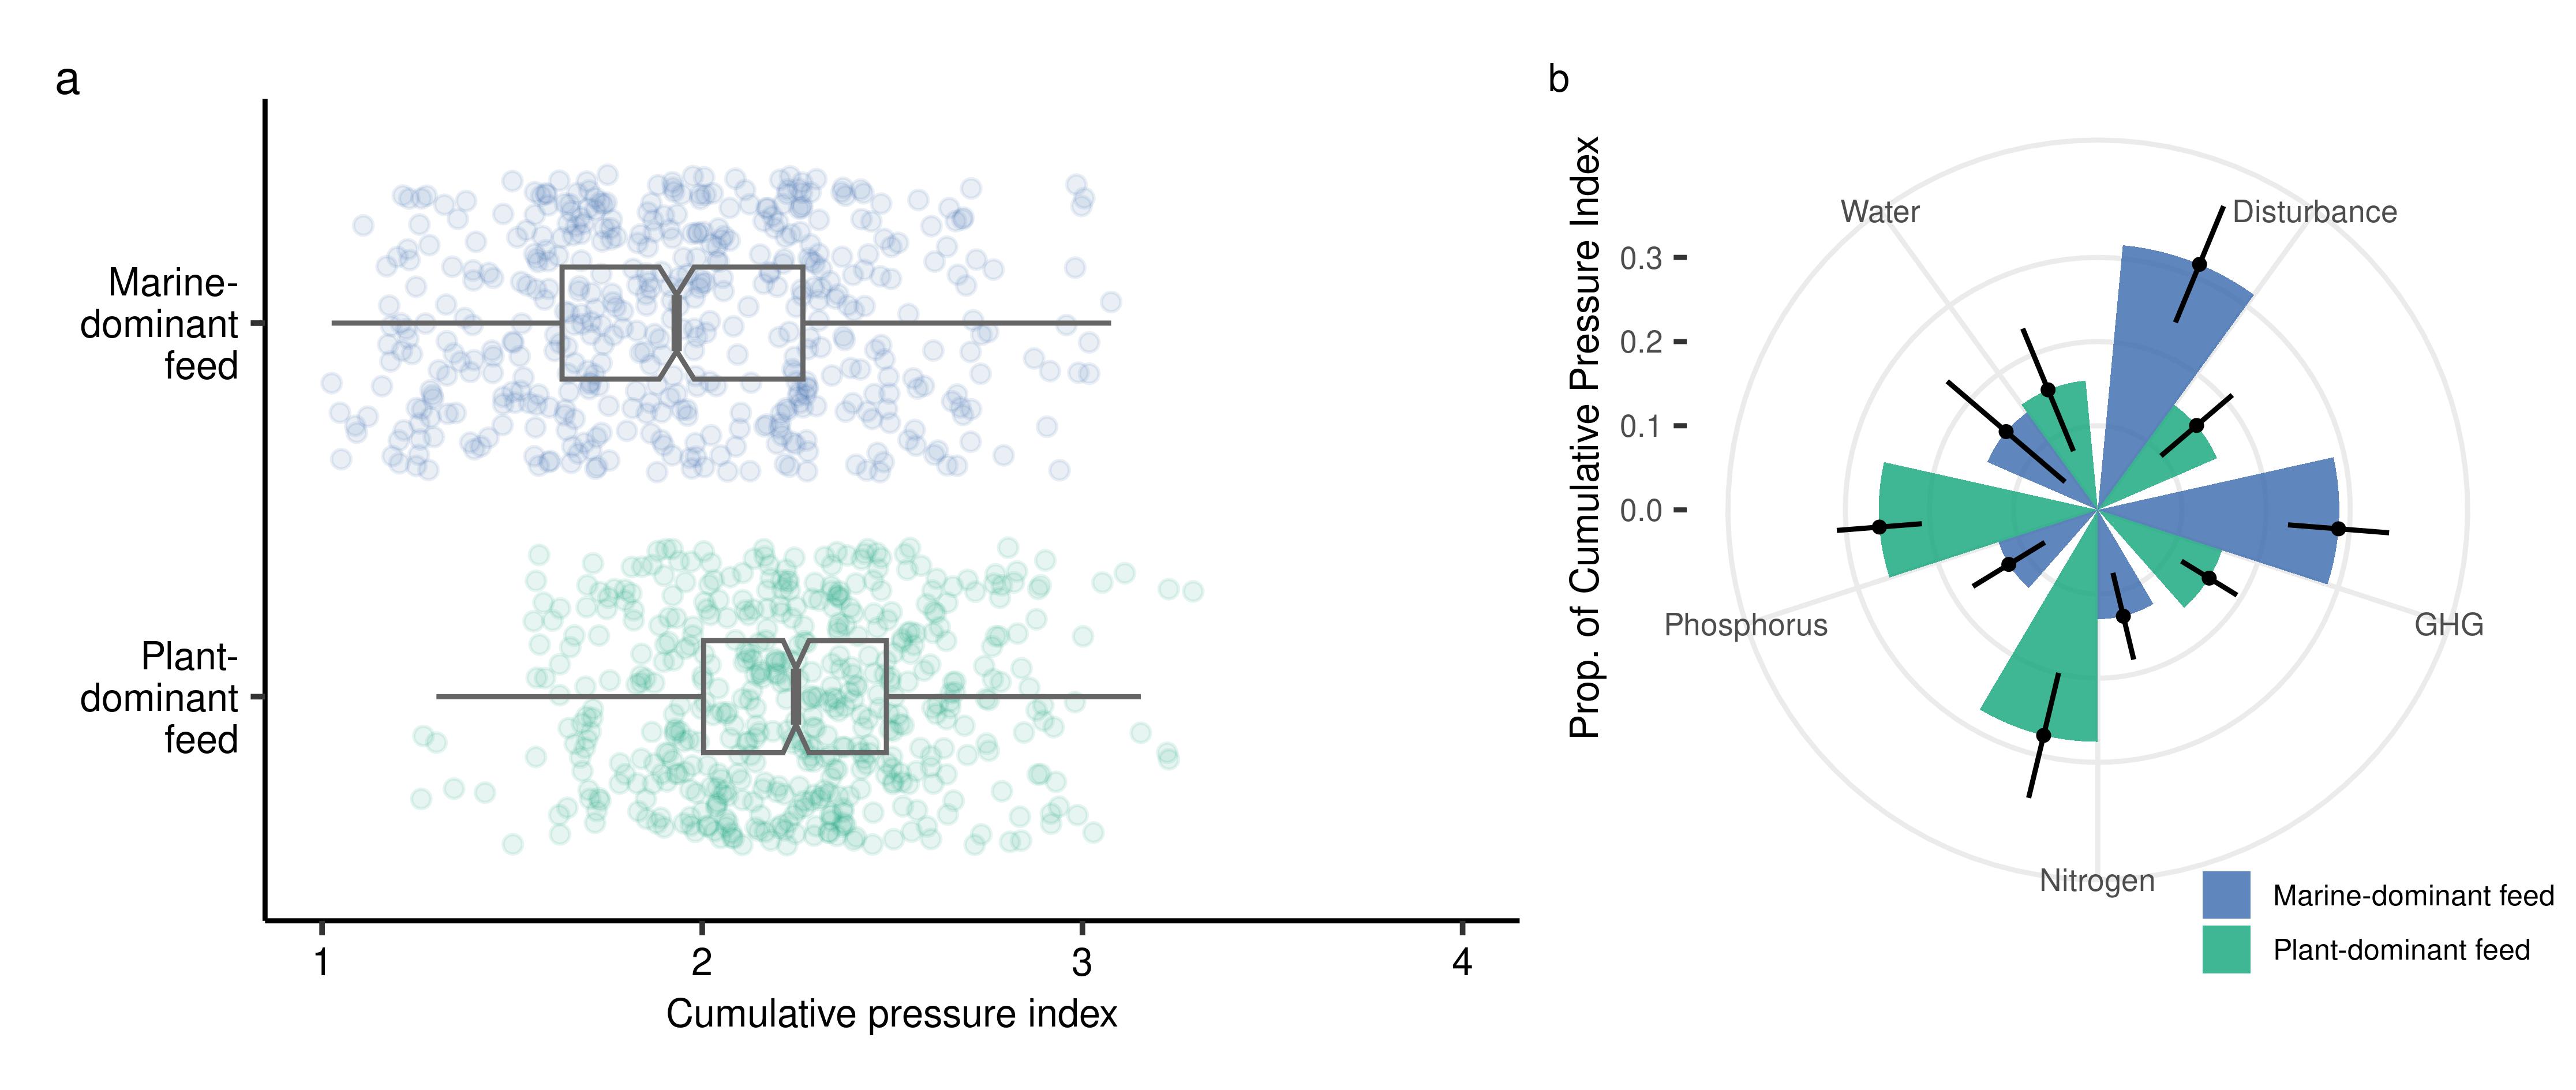 a
Marine-
dominant
feed
Plant-
dominant
feed
1 2 3 4
Cumulative pressure index
b
Prop. of Cumulative Pressure Index
0.3
0.2
0.1
0.0
Water
Disturbance
Phosphorus
GHG
Nitrogen
Marine-dominant feed
Plant-dominant feed